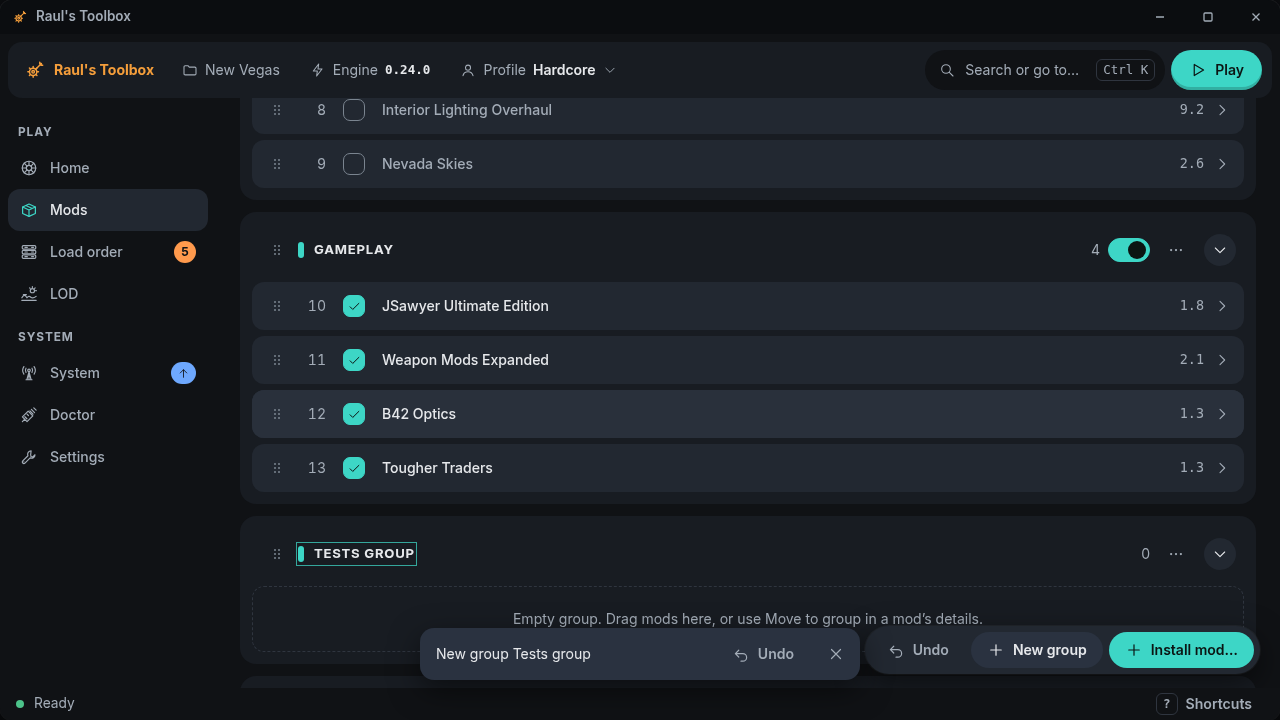 Raul's Toolbox
Raul's Toolbox New Vegas Engine 0.24.0 Profile Hardcore Search or go to... Ctrl K Play
PLAY
Home
Mods
Load order 5
LOD
SYSTEM
System
Doctor
Settings
8 Interior Lighting Overhaul 9.2
9 Nevada Skies 2.6
GAMEPLAY 4
10 JSawyer Ultimate Edition 1.8
11 Weapon Mods Expanded 2.1
12 B42 Optics 1.3
13 Tougher Traders 1.3
TESTS GROUP 0
Empty group. Drag mods here, or use Move to group in a mod's details.
New group Tests group Undo
Undo New group Install mod...
Ready ? Shortcuts